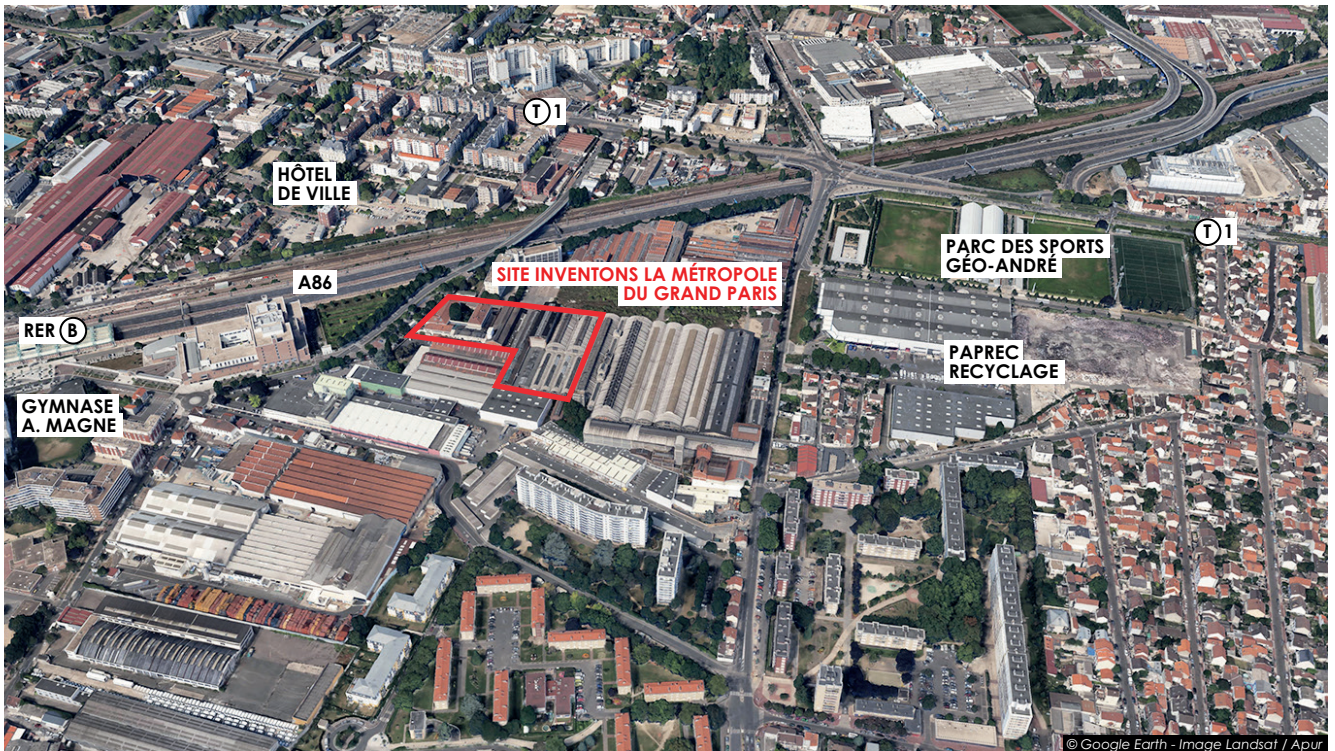 T 1
HÔTEL
DE VILLE
PARC DES SPORTS
GÉO-ANDRÉ
T 1
SITE INVENTONS LA MÉTROPOLE
DU GRAND PARIS
A86
RER B
PAPREC
RECYCLAGE
GYMNASE
A. MAGNE
© Google Earth - Image Landsat / Apur